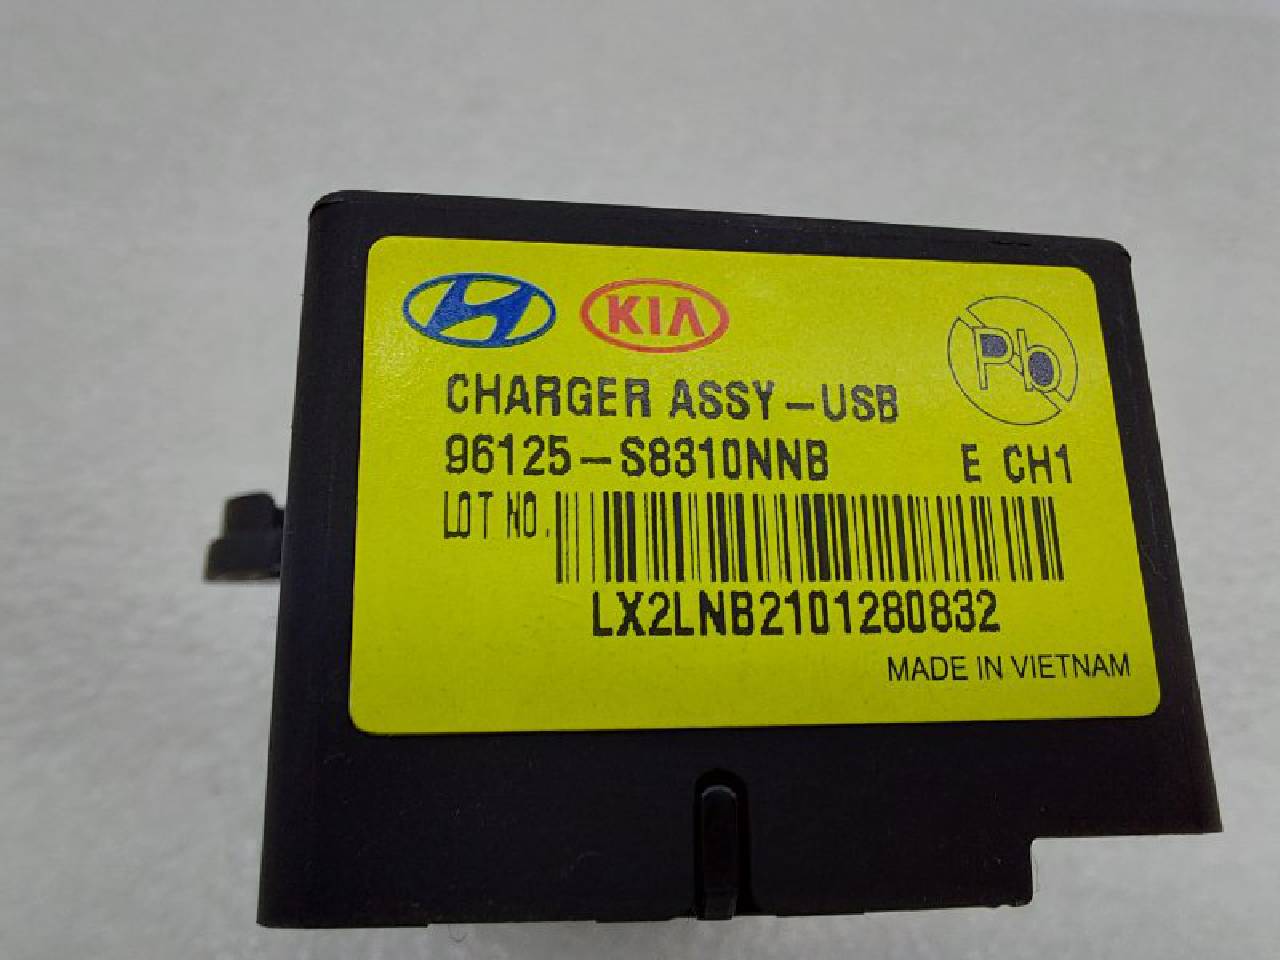 KIA
Pb
CHARGER ASSY-USB
96125-S8310NNB E CH1
LOT NO.
LX2LNB2101280832
MADE IN VIETNAM